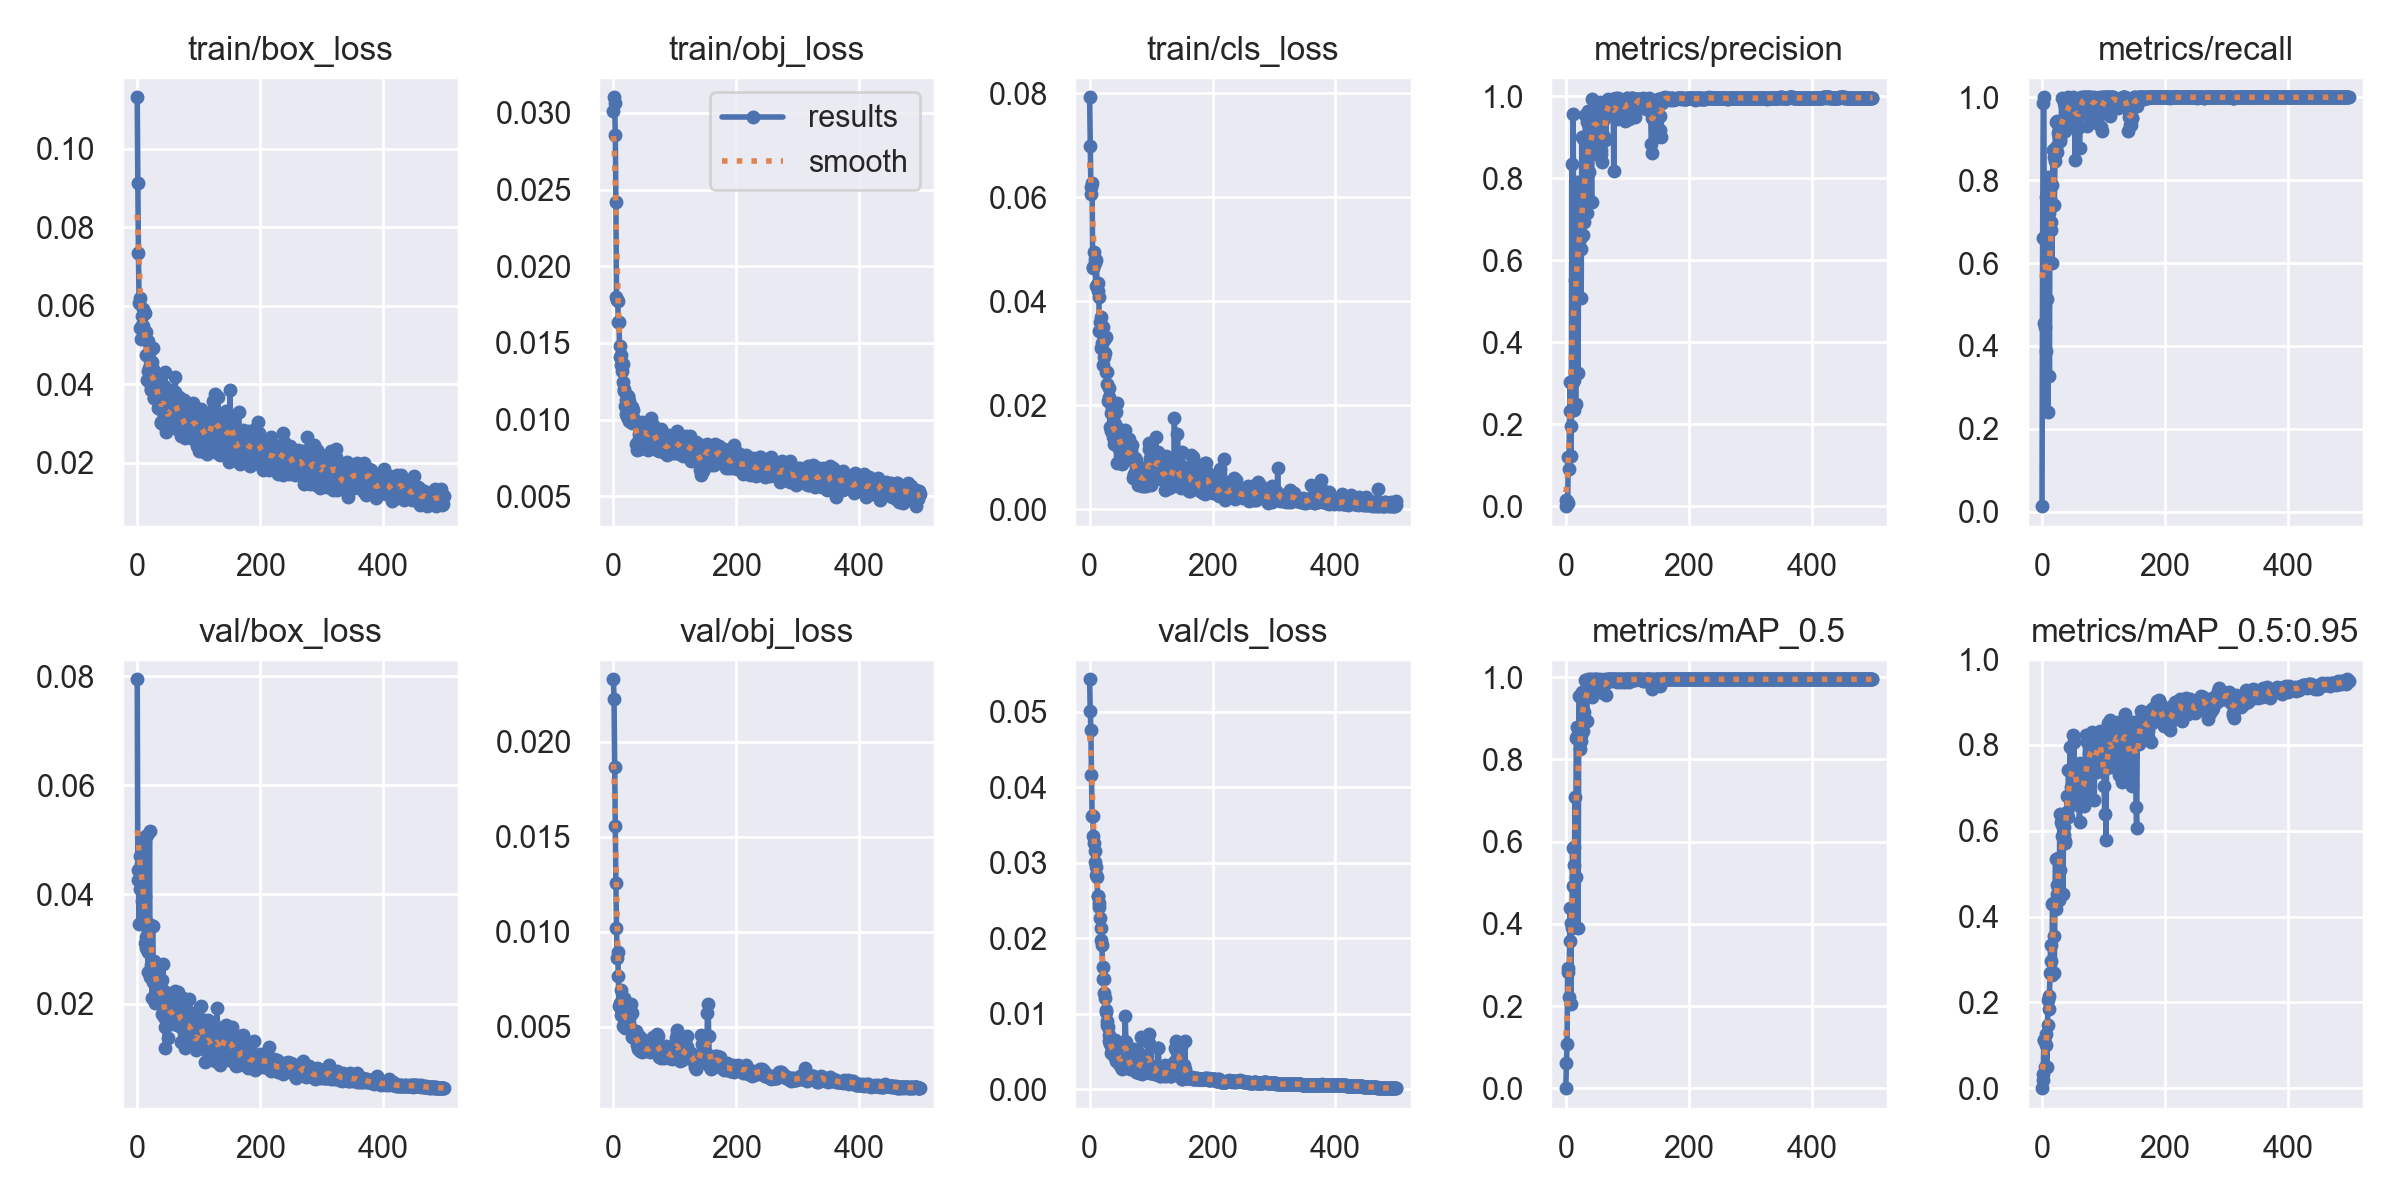 train/box_loss
train/obj_loss
train/cls_loss
metrics/precision
metrics/recall
0.10
0.08
0.06
0.04
0.02
0 200 400
0.030
0.025
0.020
0.015
0.010
0.005
results
smooth
0 200 400
0.08
0.06
0.04
0.02
0.00
0 200 400
1.0
0.8
0.6
0.4
0.2
0.0
0 200 400
1.0
0.8
0.6
0.4
0.2
0.0
0 200 400
val/box_loss
val/obj_loss
val/cls_loss
metrics/mAP_0.5
metrics/mAP_0.5:0.95
0.08
0.06
0.04
0.02
0 200 400
0.020
0.015
0.010
0.005
0 200 400
0.05
0.04
0.03
0.02
0.01
0.00
0 200 400
1.0
0.8
0.6
0.4
0.2
0.0
0 200 400
1.0
0.8
0.6
0.4
0.2
0.0
0 200 400